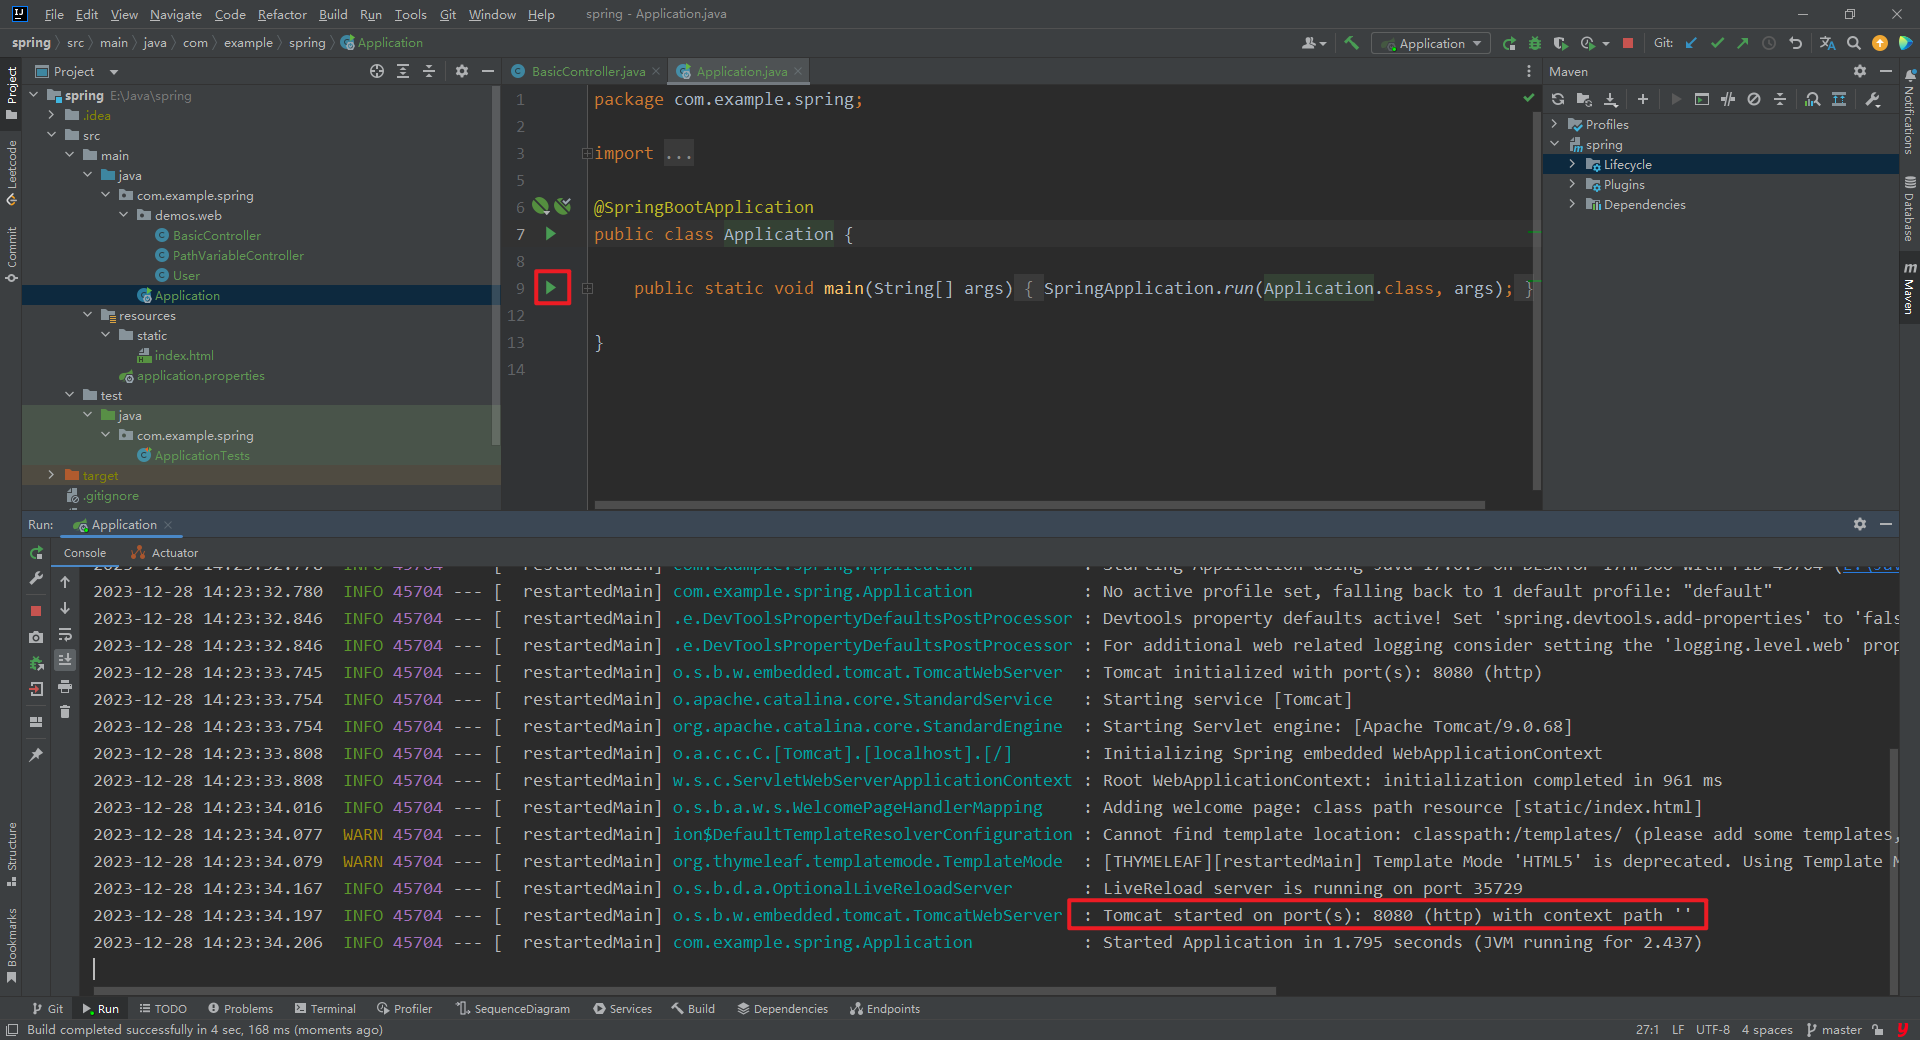 File Edit View Navigate Code Refactor Build Run Tools Git Window Help spring - Application.java
spring src main java com example spring Application
Application Git:
Project
BasicController.java Application.java
Maven
Project
Leetcode
Commit
Structure
Bookmarks
spring E:\Java\spring
.idea
src
main
java
com.example.spring
demos.web
BasicController
PathVariableController
User
Application
resources
static
index.html
application.properties
test
java
com.example.spring
ApplicationTests
target
.gitignore
1 package com.example.spring;
2
3 import ...
5
6 @SpringBootApplication
7 public class Application {
8
9 public static void main(String[] args) { SpringApplication.run(Application.class, args); }
12
13 }
14
Profiles
spring
Lifecycle
Plugins
Dependencies
Notifications
Database
Maven
Run: Application
Console Actuator
2023-12-28 14:23:32.780 INFO 45704 --- [ restartedMain] com.example.spring.Application : No active profile set, falling back to 1 default profile: "default"
2023-12-28 14:23:32.846 INFO 45704 --- [ restartedMain] .e.DevToolsPropertyDefaultsPostProcessor : Devtools property defaults active! Set 'spring.devtools.add-properties' to 'fals
2023-12-28 14:23:32.846 INFO 45704 --- [ restartedMain] .e.DevToolsPropertyDefaultsPostProcessor : For additional web related logging consider setting the 'logging.level.web' prop
2023-12-28 14:23:33.745 INFO 45704 --- [ restartedMain] o.s.b.w.embedded.tomcat.TomcatWebServer : Tomcat initialized with port(s): 8080 (http)
2023-12-28 14:23:33.754 INFO 45704 --- [ restartedMain] o.apache.catalina.core.StandardService : Starting service [Tomcat]
2023-12-28 14:23:33.754 INFO 45704 --- [ restartedMain] org.apache.catalina.core.StandardEngine : Starting Servlet engine: [Apache Tomcat/9.0.68]
2023-12-28 14:23:33.808 INFO 45704 --- [ restartedMain] o.a.c.c.C.[Tomcat].[localhost].[/] : Initializing Spring embedded WebApplicationContext
2023-12-28 14:23:33.808 INFO 45704 --- [ restartedMain] w.s.c.ServletWebServerApplicationContext : Root WebApplicationContext: initialization completed in 961 ms
2023-12-28 14:23:34.016 INFO 45704 --- [ restartedMain] o.s.b.a.w.s.WelcomePageHandlerMapping : Adding welcome page: class path resource [static/index.html]
2023-12-28 14:23:34.077 WARN 45704 --- [ restartedMain] ion$DefaultTemplateResolverConfiguration : Cannot find template location: classpath:/templates/ (please add some templates,
2023-12-28 14:23:34.079 WARN 45704 --- [ restartedMain] org.thymeleaf.templatemode.TemplateMode : [THYMELEAF][restartedMain] Template Mode 'HTML5' is deprecated. Using Template M
2023-12-28 14:23:34.167 INFO 45704 --- [ restartedMain] o.s.b.d.a.OptionalLiveReloadServer : LiveReload server is running on port 35729
2023-12-28 14:23:34.197 INFO 45704 --- [ restartedMain] o.s.b.w.embedded.tomcat.TomcatWebServer : Tomcat started on port(s): 8080 (http) with context path ''
2023-12-28 14:23:34.206 INFO 45704 --- [ restartedMain] com.example.spring.Application : Started Application in 1.795 seconds (JVM running for 2.437)
Git Run TODO Problems Terminal Profiler SequenceDiagram Services Build Dependencies Endpoints
Build completed successfully in 4 sec, 168 ms (moments ago) 27:1 LF UTF-8 4 spaces master